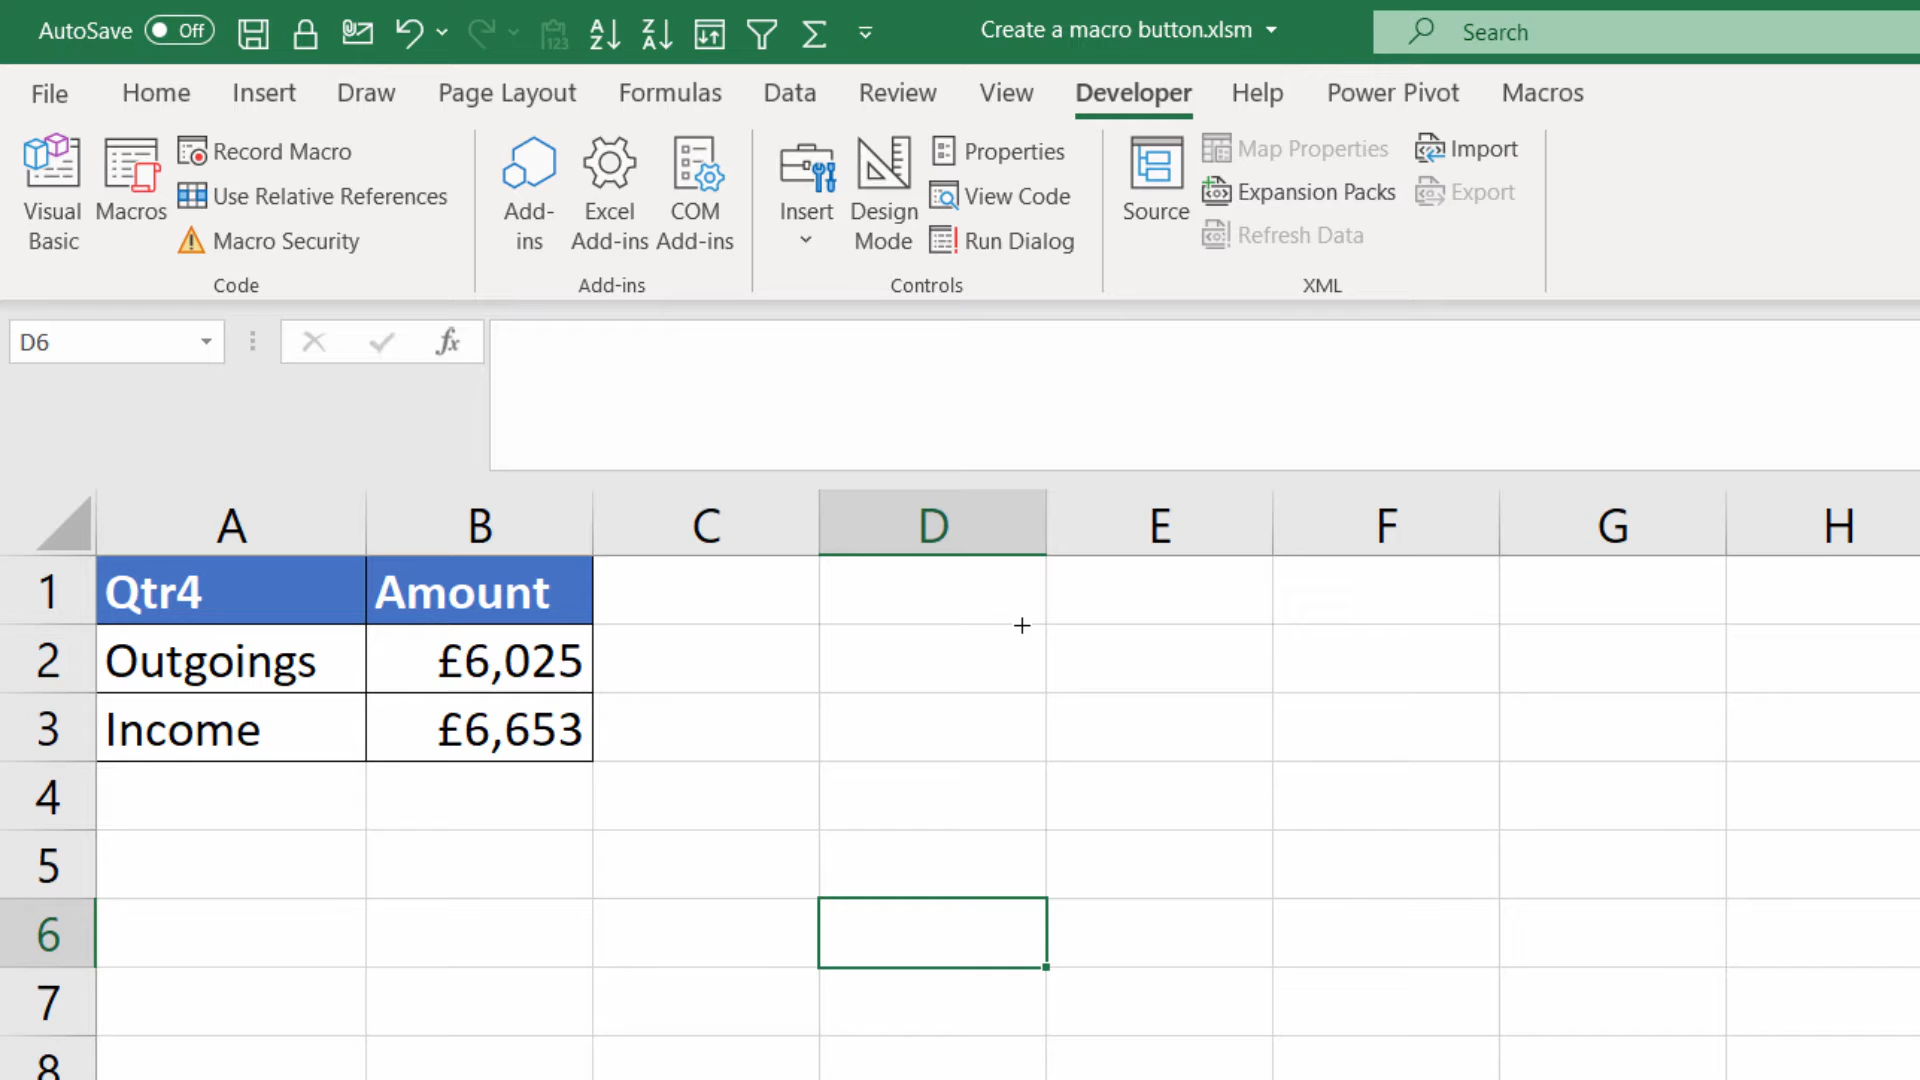 AutoSave Off Create a macro button.xlsm Search
File Home Insert Draw Page Layout Formulas Data Review View Developer Help Power Pivot Macros
Visual Basic
Macros
Record Macro
Use Relative References
Macro Security
Code
Add-ins
Excel Add-ins
COM Add-ins
Add-ins
Insert
Design Mode
Properties
View Code
Run Dialog
Controls
Source
Map Properties
Expansion Packs
Refresh Data
Import
Export
XML
D6 fx
A B C D E F G H
1 Qtr4 Amount
2 Outgoings £6,025
3 Income £6,653
4
5
6
7
8